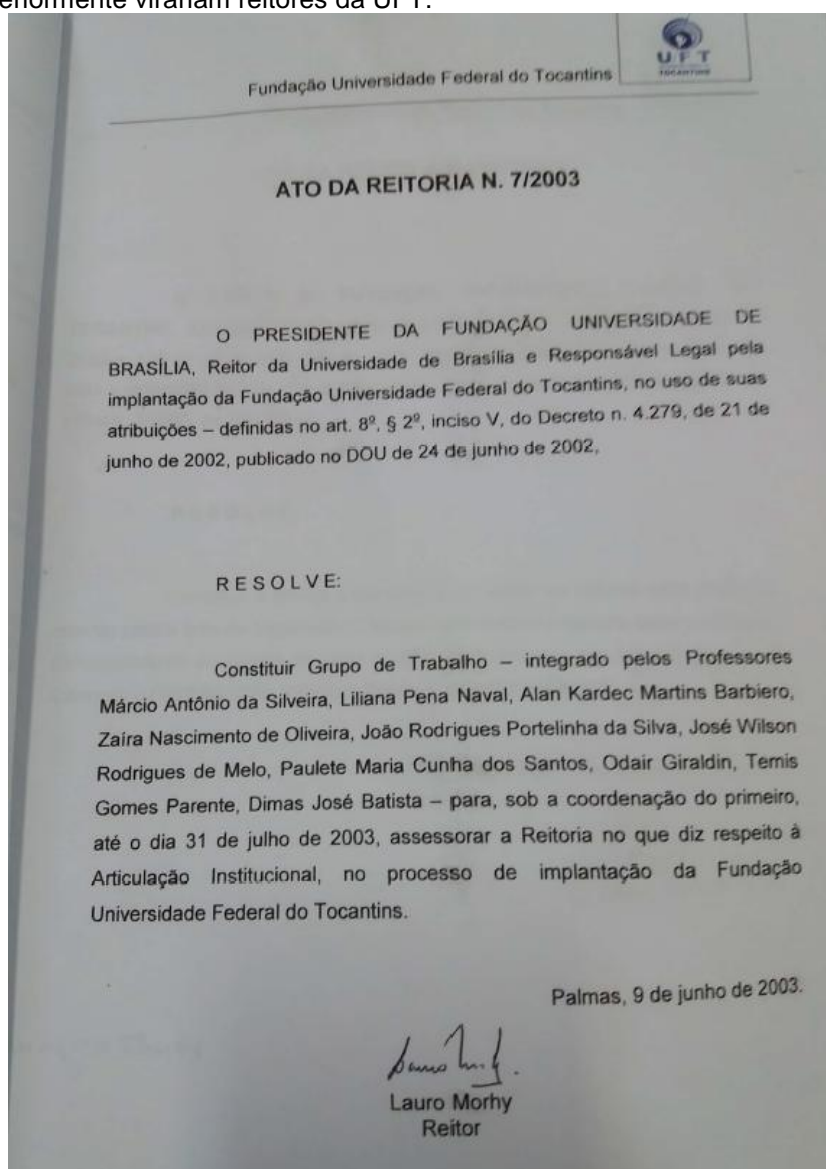 enormente virariam reitores da UFT.
Fundação Universidade Federal do Tocantins
UFT
TOCANTINS
ATO DA REITORIA N. 7/2003
O PRESIDENTE DA FUNDAÇÃO UNIVERSIDADE DE
BRASÍLIA, Reitor da Universidade de Brasília e Responsável Legal pela
implantação da Fundação Universidade Federal do Tocantins, no uso de suas
atribuições – definidas no art. 8º, § 2º, inciso V, do Decreto n. 4.279, de 21 de
junho de 2002, publicado no DOU de 24 de junho de 2002,
R E S O L V E:
Constituir Grupo de Trabalho – integrado pelos Professores
Márcio Antônio da Silveira, Liliana Pena Naval, Alan Kardec Martins Barbiero,
Zaíra Nascimento de Oliveira, João Rodrigues Portelinha da Silva, José Wilson
Rodrigues de Melo, Paulete Maria Cunha dos Santos, Odair Giraldin, Temis
Gomes Parente, Dimas José Batista – para, sob a coordenação do primeiro,
até o dia 31 de julho de 2003, assessorar a Reitoria no que diz respeito à
Articulação Institucional, no processo de implantação da Fundação
Universidade Federal do Tocantins.
Palmas, 9 de junho de 2003.
Lauro Morhy
Reitor